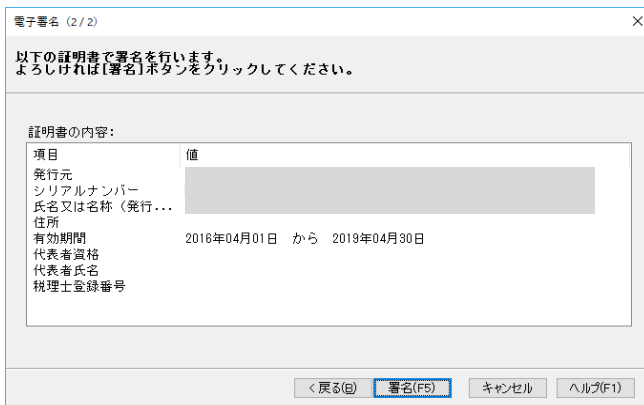 電子署名 (2/2)
以下の証明書で署名を行います。
よろしければ[署名]ボタンをクリックしてください。
証明書の内容:
項目 値
発行元
シリアルナンバー
氏名又は名称(発行...
住所
有効期間 2016年04月01日 から 2019年04月30日
代表者資格
代表者氏名
税理士登録番号
<戻る(B) 署名(F5) キャンセル ヘルプ(F1)